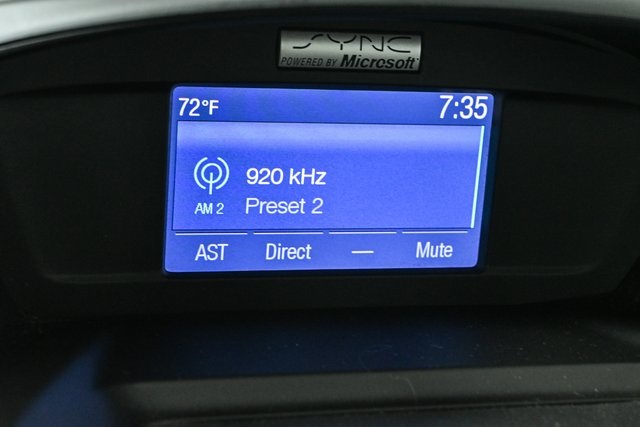 SYNC
POWERED BY Microsoft
72°F 7:35
920 kHz
AM 2 Preset 2
AST Direct — Mute